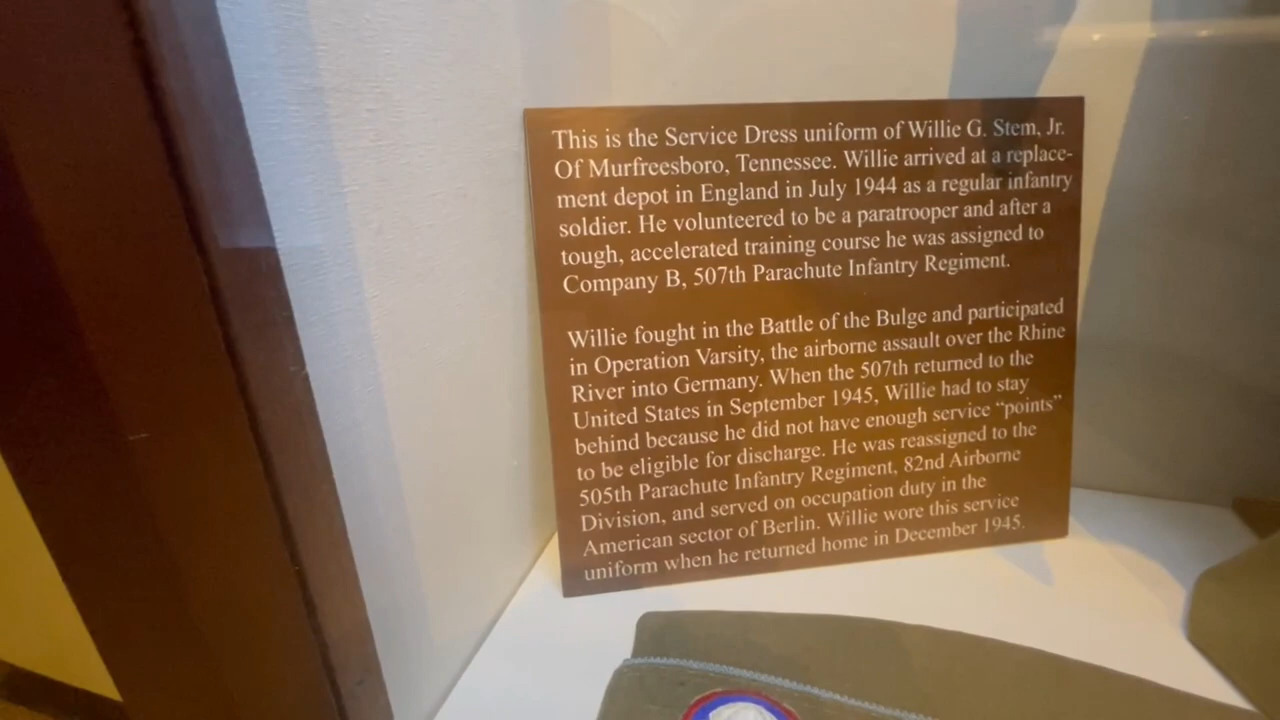 This is the Service Dress uniform of Willie G. Stem, Jr.
Of Murfreesboro, Tennessee. Willie arrived at a replace-
ment depot in England in July 1944 as a regular infantry
soldier. He volunteered to be a paratrooper and after a
tough, accelerated training course he was assigned to
Company B, 507th Parachute Infantry Regiment.
Willie fought in the Battle of the Bulge and participated
in Operation Varsity, the airborne assault over the Rhine
River into Germany. When the 507th returned to the
United States in September 1945, Willie had to stay
behind because he did not have enough service “points”
to be eligible for discharge. He was reassigned to the
505th Parachute Infantry Regiment, 82nd Airborne
Division, and served on occupation duty in the
American sector of Berlin. Willie wore this service
uniform when he returned home in December 1945.